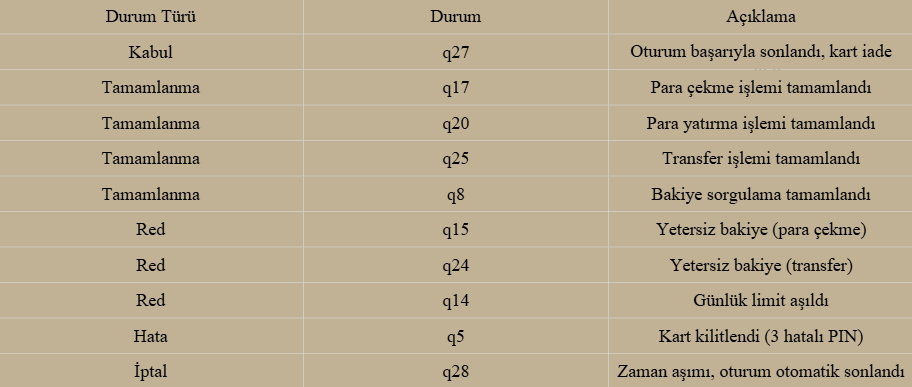 Durum Türü Durum Açıklama
Kabul q27 Oturum başarıyla sonlandı, kart iade
Tamamlanma q17 Para çekme işlemi tamamlandı
Tamamlanma q20 Para yatırma işlemi tamamlandı
Tamamlanma q25 Transfer işlemi tamamlandı
Tamamlanma q8 Bakiye sorgulama tamamlandı
Red q15 Yetersiz bakiye (para çekme)
Red q24 Yetersiz bakiye (transfer)
Red q14 Günlük limit aşıldı
Hata q5 Kart kilitlendi (3 hatalı PIN)
İptal q28 Zaman aşımı, oturum otomatik sonlandı